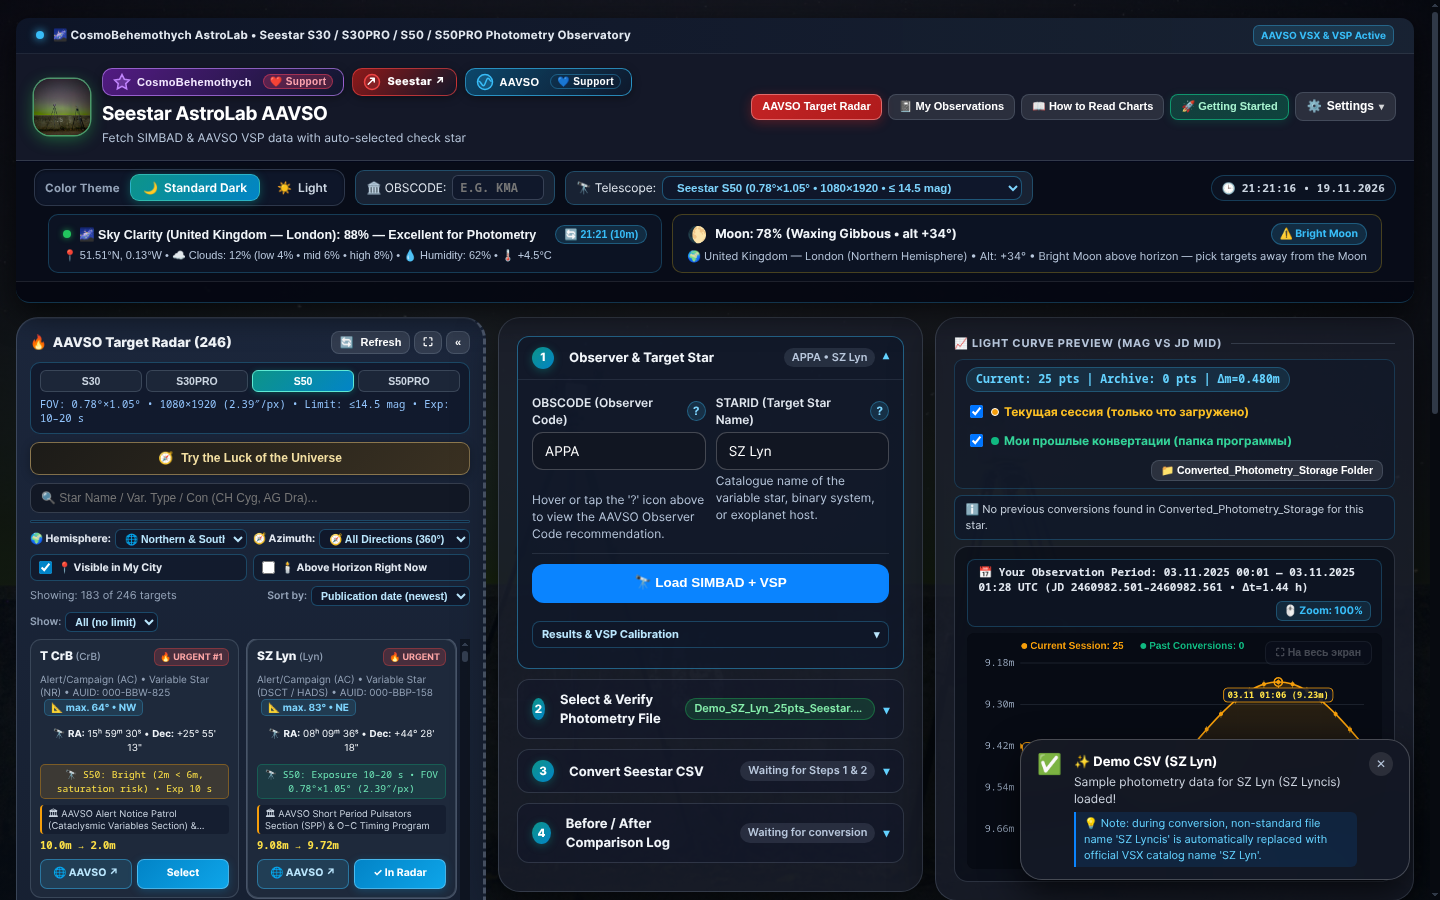 🌌 CosmoBehemothych AstroLab • Seestar S30 / S30PRO / S50 / S50PRO Photometry Observatory
AAVSO VSX & VSP Active
CosmoBehemothych ❤️ Support
Seestar ↗
AAVSO 💙 Support
Seestar AstroLab AAVSO
Fetch SIMBAD & AAVSO VSP data with auto-selected check star
AAVSO Target Radar
📓 My Observations
📖 How to Read Charts
🚀 Getting Started
⚙️ Settings ▾
Color Theme
🌙 Standard Dark
☀️ Light
🏛️ OBSCODE: E.G. KMA
🔭 Telescope: Seestar S50 (0.78°×1.05° • 1080×1920 • ≤ 14.5 mag)
🕒 21:21:16 • 19.11.2026
🌌 Sky Clarity (United Kingdom — London): 88% — Excellent for Photometry
🔄 21:21 (10m)
📍 51.51°N, 0.13°W • ☁️ Clouds: 12% (low 4% • mid 6% • high 8%) • 💧 Humidity: 62% • 🌡️ +4.5°C
Moon: 78% (Waxing Gibbous • alt +34°)
⚠️ Bright Moon
🌍 United Kingdom — London (Northern Hemisphere) • Alt: +34° • Bright Moon above horizon — pick targets away from the Moon
🔥 AAVSO Target Radar (246)
🔄 Refresh
⛶
«
S30
S30PRO
S50
S50PRO
FOV: 0.78°×1.05° • 1080×1920 (2.39″/px) • Limit: ≤14.5 mag • Exp:
10–20 s
🧭 Try the Luck of the Universe
🔍 Star Name / Var. Type / Con (CH Cyg, AG Dra)...
🌍 Hemisphere: 🌐 Northern & South
🧭 Azimuth: 🧭 All Directions (360°)
📍 Visible in My City
Above Horizon Right Now
Showing: 183 of 246 targets
Sort by: Publication date (newest)
Show: All (no limit)
T CrB (CrB)
🔥 URGENT #1
Alert/Campaign (AC) • Variable Star
(NR) • AUID: 000-BBW-825
📐 max. 64° • NW
🔭 RA: 15ʰ 59ᵐ 30ˢ • Dec: +25° 55'
13"
🔭 S50: Bright (2m < 6m,
saturation risk) • Exp 10 s
🏛️ AAVSO Alert Notice Patrol
(Cataclysmic Variables Section) &…
10.0m → 2.0m
🌐 AAVSO ↗
Select
SZ Lyn (Lyn)
🔥 URGENT
Alert/Campaign (AC) • Variable Star
(DSCT / HADS) • AUID: 000-BBP-158
📐 max. 83° • NE
🔭 RA: 08ʰ 09ᵐ 36ˢ • Dec: +44° 28'
18"
🔭 S50: Exposure 10–20 s • FOV
0.78°×1.05° (2.39″/px)
🏛️ AAVSO Short Period Pulsators
Section (SPP) & O−C Timing Program
9.08m → 9.72m
🌐 AAVSO ↗
✓ In Radar
1
Observer & Target Star
APPA • SZ Lyn
▲
OBSCODE (Observer
Code)
?
APPA
Hover or tap the '?' icon above
to view the AAVSO Observer
Code recommendation.
STARID (Target Star
Name)
?
SZ Lyn
Catalogue name of the
variable star, binary system,
or exoplanet host.
🔭 Load SIMBAD + VSP
Results & VSP Calibration ▼
2
Select & Verify
Photometry File
Demo_SZ_Lyn_25pts_Seestar....
▼
3
Convert Seestar CSV
Waiting for Steps 1 & 2
▼
4
Before / After
Comparison Log
Waiting for conversion
▼
📈 LIGHT CURVE PREVIEW (MAG VS JD MID)
Current: 25 pts | Archive: 0 pts | Δm=0.480m
Текущая сессия (только что загружено)
Мои прошлые конвертации (папка программы)
📁 Converted_Photometry_Storage Folder
ℹ️ No previous conversions found in Converted_Photometry_Storage for this
star.
📅 Your Observation Period: 03.11.2025 00:01 — 03.11.2025
01:28 UTC (JD 2460982.501–2460982.561 • Δt=1.44 h)
🖱️ Zoom: 100%
Current Session: 25
Past Conversions: 0
⛶ На весь экран
9.18m
9.30m
9.42m
9.54m
9.66m
03.11 01:06 (9.23m)
✅ ✨ Demo CSV (SZ Lyn)
✕
Sample photometry data for SZ Lyn (SZ Lyncis)
loaded!
💡 Note: during conversion, non-standard file
name 'SZ Lyncis' is automatically replaced with
official VSX catalog name 'SZ Lyn'.